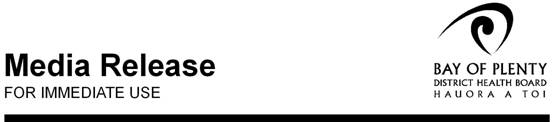 Media Release
FOR IMMEDIATE USE
BAY OF PLENTY
DISTRICT HEALTH BOARD
HAUORA A TOI